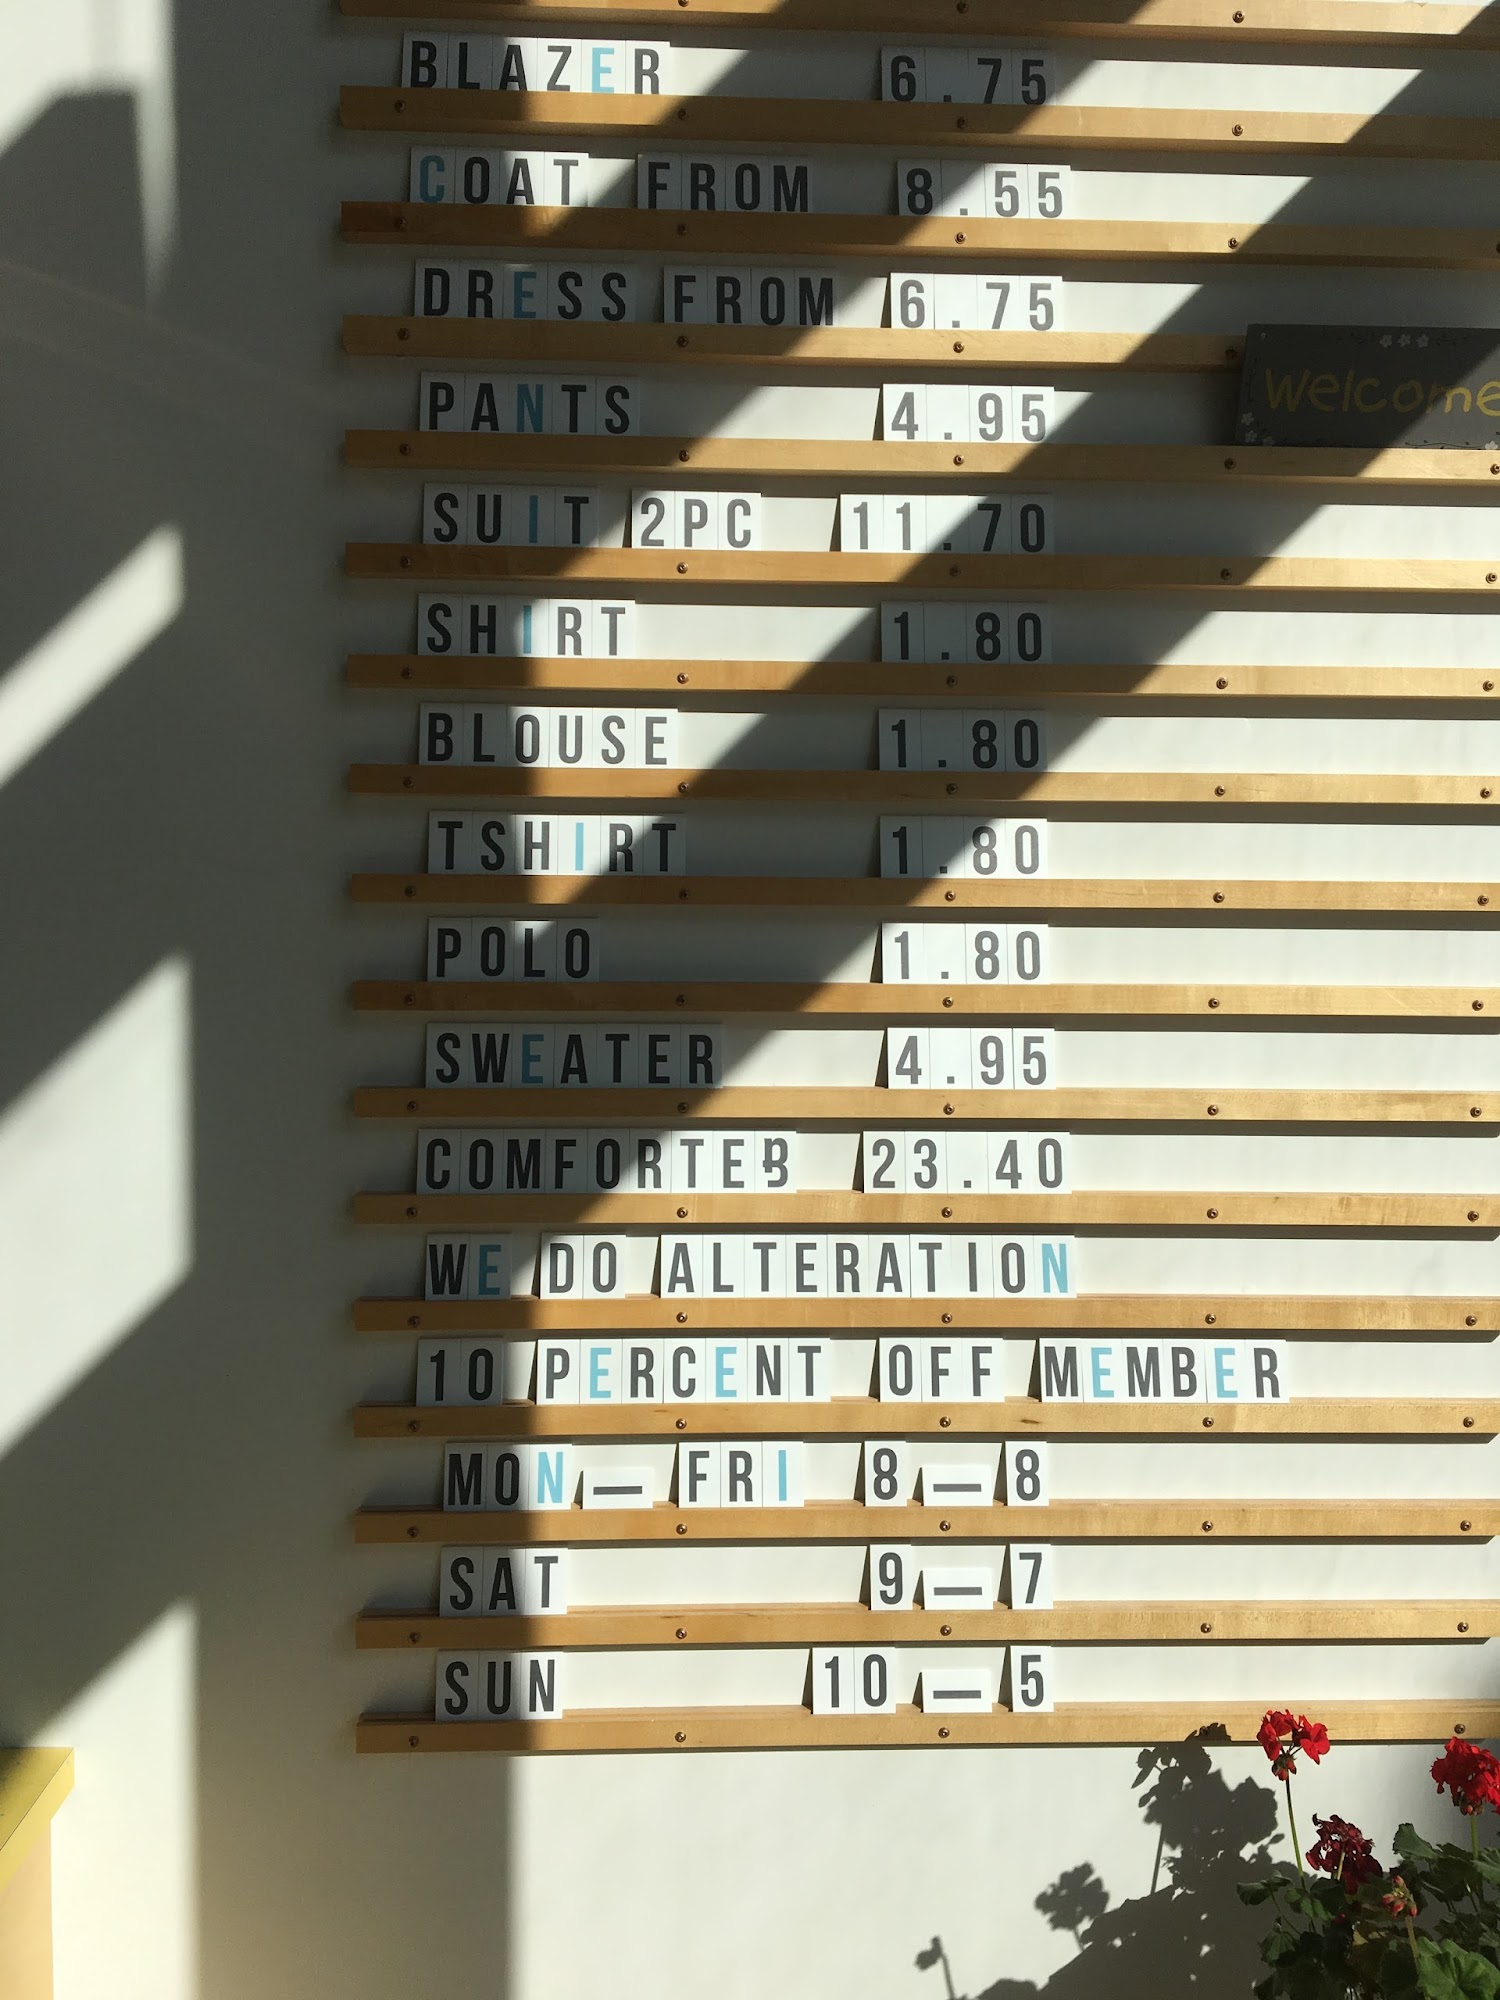 BLAZER 6.75
COAT FROM 8.55
DRESS FROM 6.75
PANTS 4.95
Welcome
SUIT 2PC 11.70
SHIRT 1.80
BLOUSE 1.80
TSHIRT 1.80
POLO 1.80
SWEATER 4.95
COMFORTER 23.40
WE DO ALTERATION
10 PERCENT OFF MEMBER
MON — FRI 8 — 8
SAT 9 — 7
SUN 10 — 5